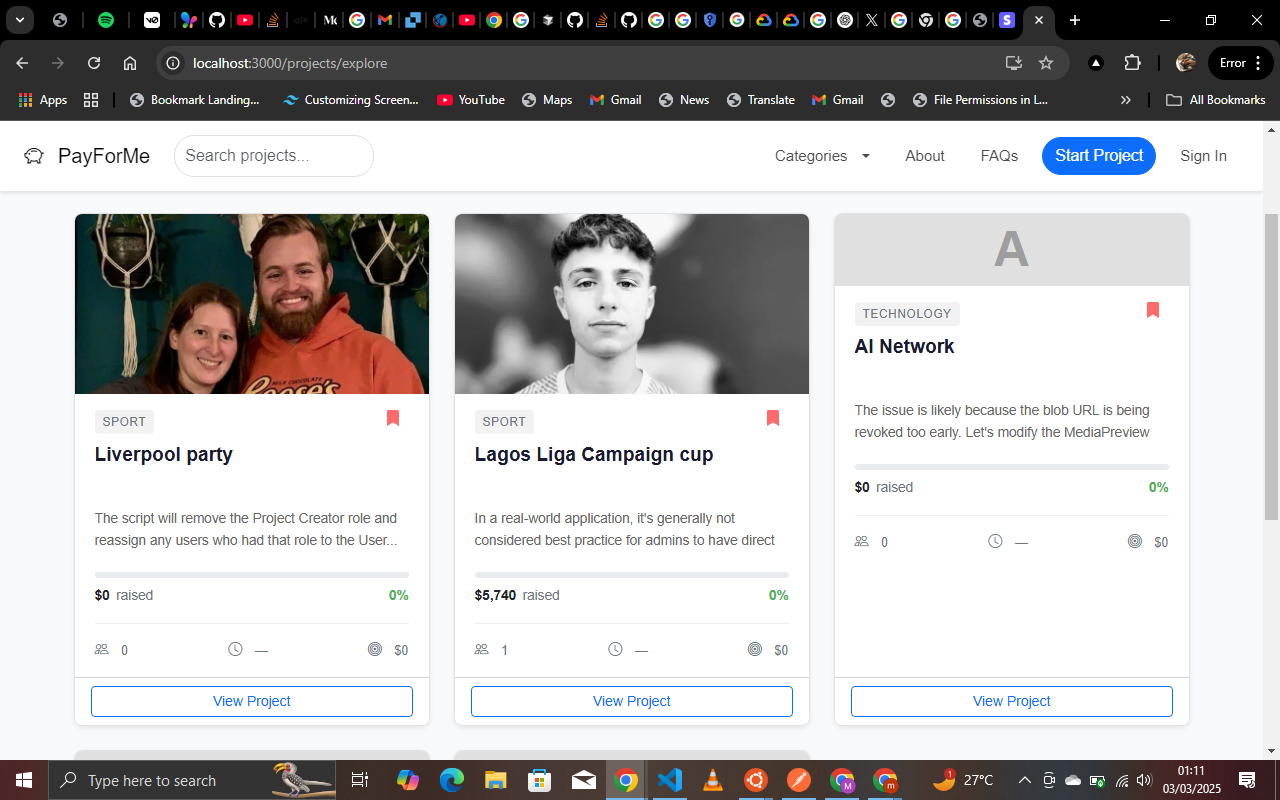 Error
localhost:3000/projects/explore
Apps
Bookmark Landing...
Customizing Screen...
YouTube
Maps
Gmail
News
Translate
Gmail
File Permissions in L...
All Bookmarks
PayForMe
Search projects...
Categories
About
FAQs
Start Project
Sign In
SPORT
Liverpool party
The script will remove the Project Creator role and
reassign any users who had that role to the User...
$0 raised 0%
0 — $0
View Project
SPORT
Lagos Liga Campaign cup
In a real-world application, it's generally not
considered best practice for admins to have direct
$5,740 raised 0%
1 — $0
View Project
A
TECHNOLOGY
AI Network
The issue is likely because the blob URL is being
revoked too early. Let's modify the MediaPreview
$0 raised 0%
0 — $0
View Project
Type here to search
27°C
01:11
03/03/2025